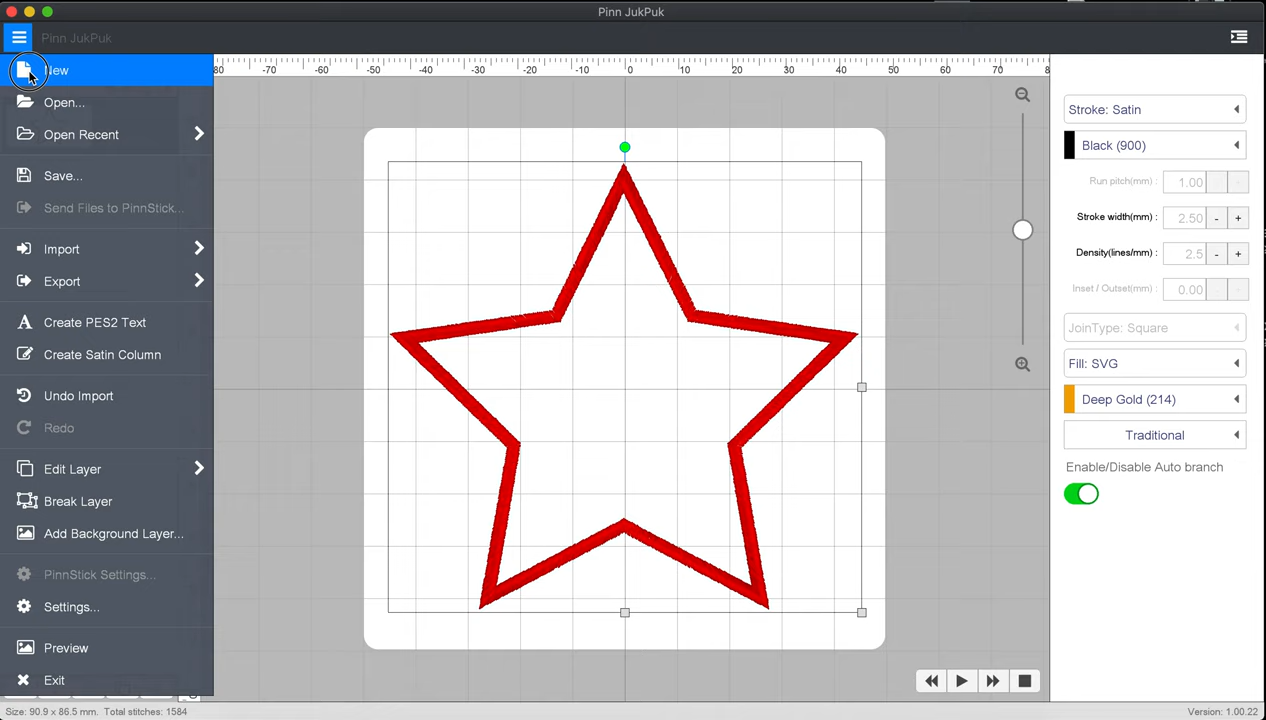 Pinn JukPuk
Pinn JukPuk
New
Open...
Open Recent
Save...
Send Files to PinnStick...
Import
Export
Create PES2 Text
Create Satin Column
Undo Import
Redo
Edit Layer
Break Layer
Add Background Layer...
PinnStick Settings...
Settings...
Preview
Exit
80 -70 -60 -50 -40 -30 -20 -10 0 10 20 30 40 50 60 70 8
Stroke: Satin
Black (900)
Run pitch(mm) : 1.00 -
Stroke width(mm) : 2.50 - +
Density(lines/mm) : 2.5 - +
Inset / Outset(mm) : 0.00
JoinType: Square
Fill: SVG
Deep Gold (214)
Traditional
Enable/Disable Auto branch
Size: 90.9 x 86.5 mm. Total stitches: 1584
Version: 1.00.22